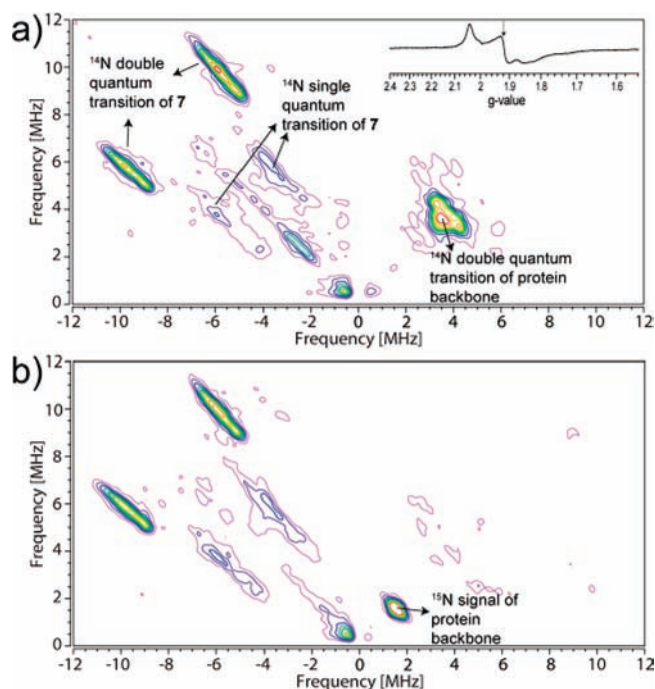 a)
12
10
8
6
4
2
0
Frequency [MHz]
¹⁴N double
quantum
transition of 7
¹⁴N single
quantum
transition of 7
2.4 2.3 2.2 2.1 2 1.9 1.8 1.7 1.6
g-value
¹⁴N double quantum
transition of protein
backbone
-12 -10 -8 -6 -4 -2 0 2 4 6 8 10 12
Frequency [MHz]
b)
12
10
8
6
4
2
0
Frequency [MHz]
¹⁵N signal of
protein
backbone
-12 -10 -8 -6 -4 -2 0 2 4 6 8 10 12
Frequency [MHz]